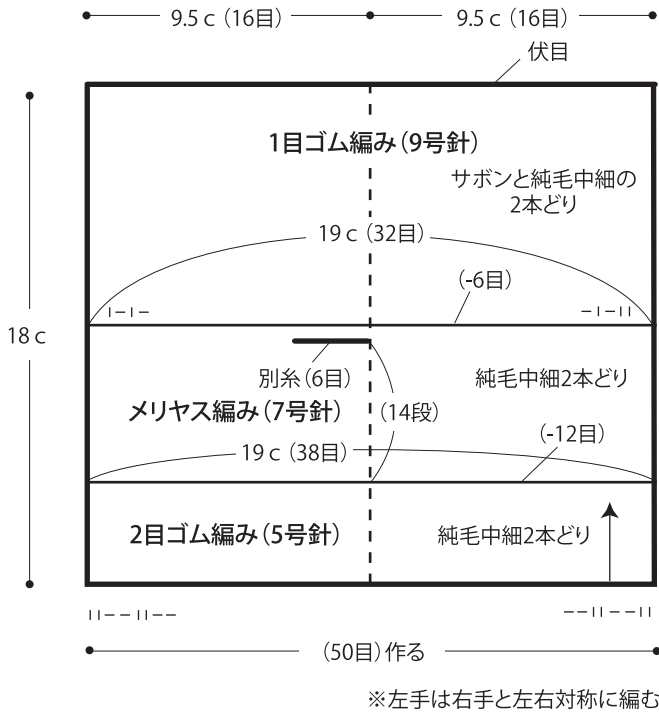 9.5c（16目） 9.5c（16目）
伏目
1目ゴム編み（9号針）
サボンと純毛中細の
2本どり
19c（32目）
(-6目)
| - | -
- | - | |
18c
別糸（6目）
純毛中細2本どり
メリヤス編み（7号針）
(14段)
(-12目)
19c（38目）
2目ゴム編み（5号針）
純毛中細2本どり
| | - - | | - -
- - | | - - | |
（50目）作る
※左手は右手と左右対称に編む